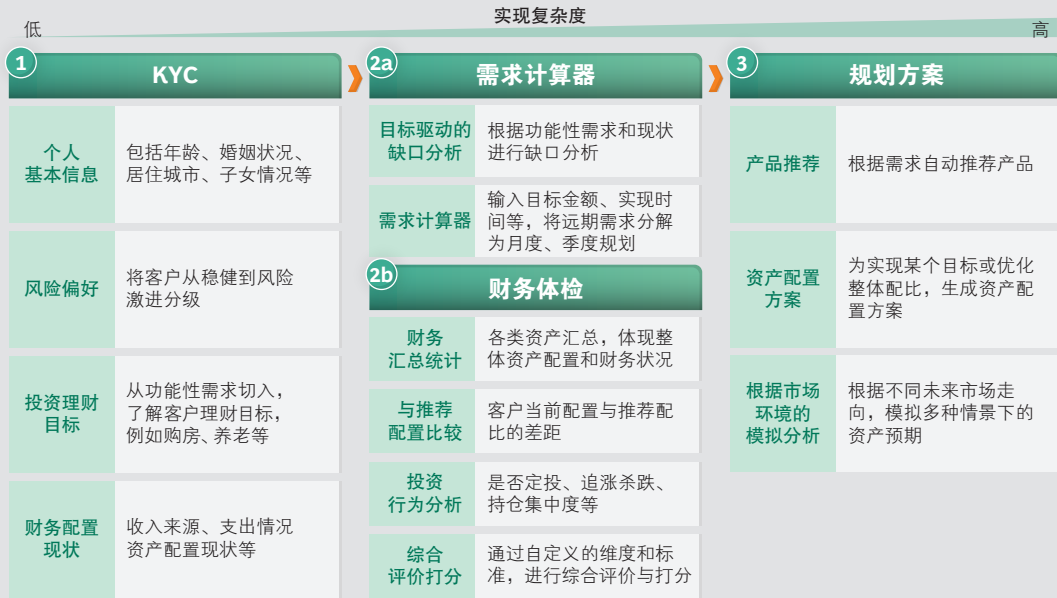 实现复杂度
低
高
1
KYC
个人
基本信息
包括年龄、婚姻状况、
居住城市、子女情况等
风险偏好
将客户从稳健到风险
激进分级
投资理财
目标
从功能性需求切入，
了解客户理财目标，
例如购房、养老等
财务配置
现状
收入来源、支出情况
资产配置现状等
2a
需求计算器
目标驱动的
缺口分析
根据功能性需求和现状
进行缺口分析
需求计算器
输入目标金额、实现时
间等，将远期需求分解
为月度、季度规划
2b
财务体检
财务
汇总统计
各类资产汇总，体现整
体资产配置和财务状况
与推荐
配置比较
客户当前配置与推荐配
比的差距
投资
行为分析
是否定投、追涨杀跌、
持仓集中度等
综合
评价打分
通过自定义的维度和标
准，进行综合评价与打分
3
规划方案
产品推荐
根据需求自动推荐产品
资产配置
方案
为实现某个目标或优化
整体配比，生成资产配
置方案
根据市场
环境的
模拟分析
根据不同未来市场走
向，模拟多种情景下的
资产预期